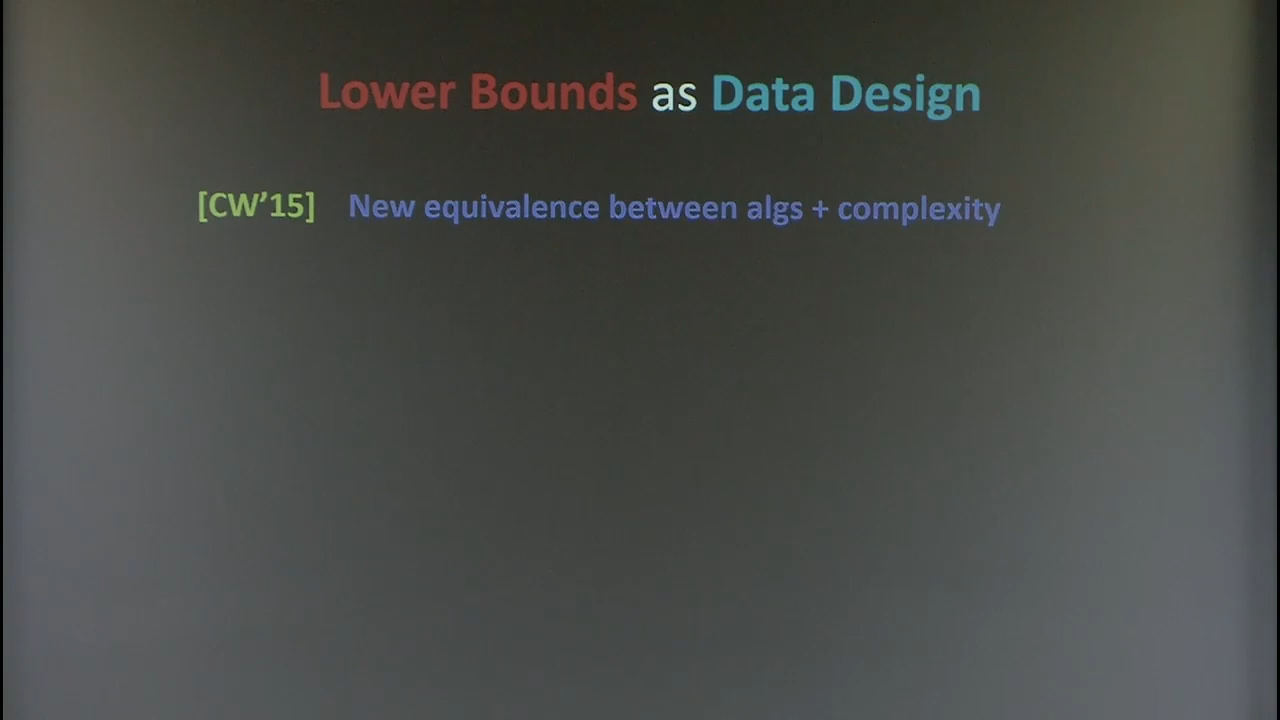 Lower Bounds as Data Design
[CW’15] New equivalence between algs + complexity